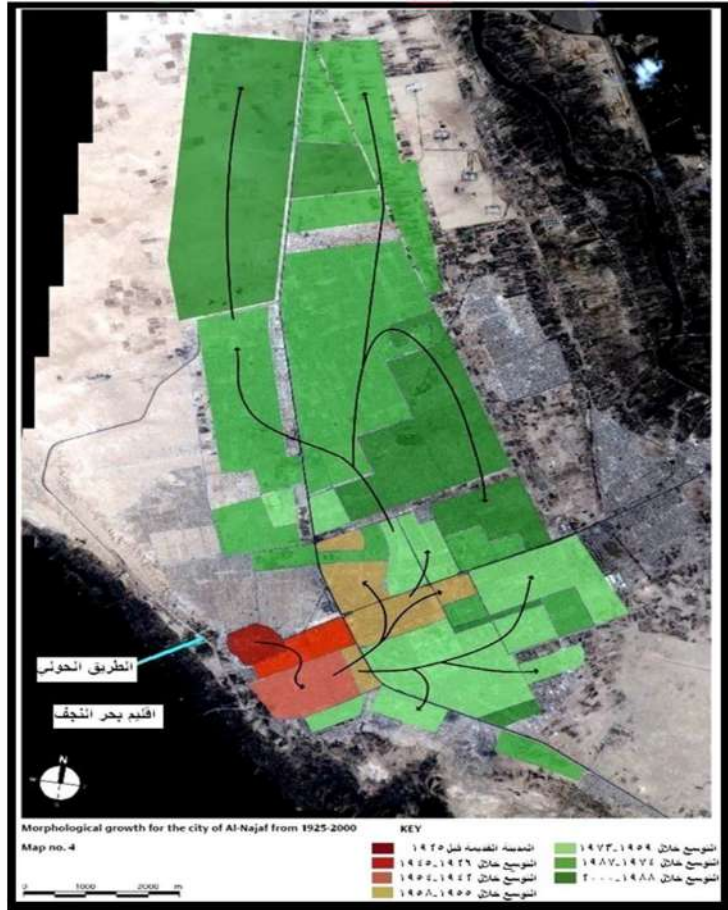 الطريق الحولي
اقليم بحر النجف
N
Morphological growth for the city of Al-Najaf from 1925-2000
Map no. 4
0 1000 2000 m
KEY
المدينة القديمة قبل ١٩٢٥
التوسع خلال ١٩٢٦-١٩٤٥
التوسع خلال ١٩٤٢-١٩٥٤
التوسع خلال ١٩٥٥-١٩٥٨
التوسع خلال ١٩٥٩-١٩٧٣
التوسع خلال ١٩٧٤-١٩٨٧
التوسع خلال ١٩٨٨-٢٠٠٠